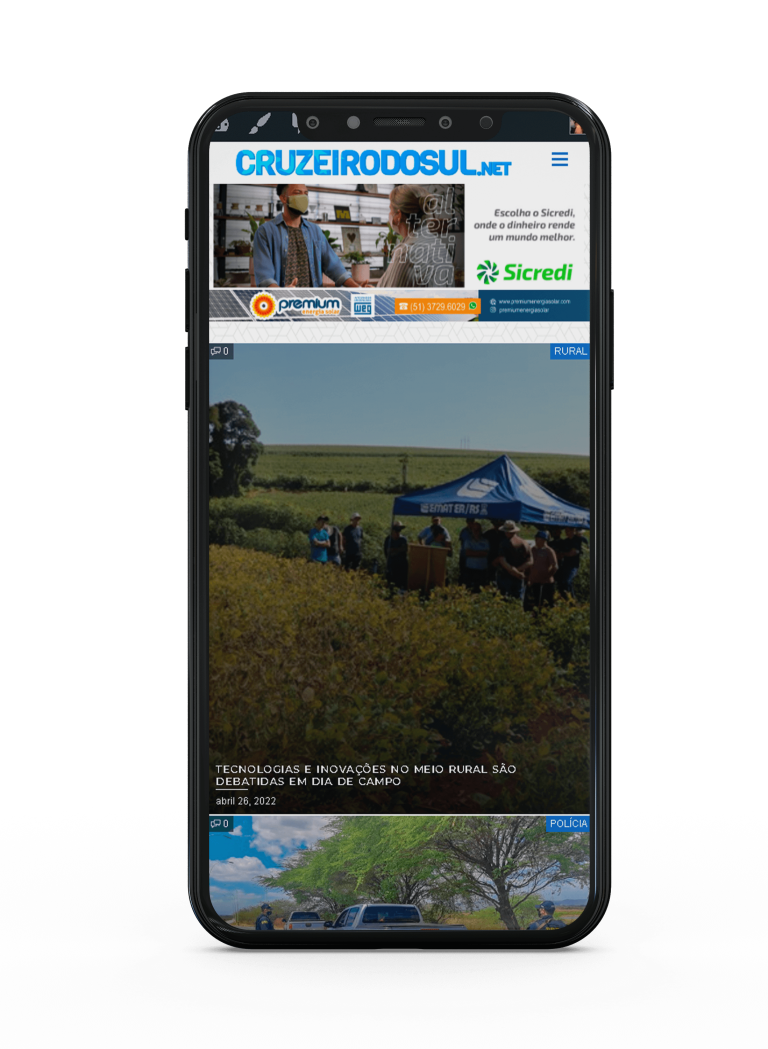 CRUZEIRODOSUL.NET
al
ter
nati
va
Escolha o Sicredi,
onde o dinheiro rende
um mundo melhor.
Sicredi
premium
energia solar
weg
(51) 3729.6029
www.premiumenergiasolar.com
premiumenergiasolar
0
RURAL
EMATER/RS
TECNOLOGIAS E INOVAÇÕES NO MEIO RURAL SÃO
DEBATIDAS EM DIA DE CAMPO
abril 26, 2022
0
POLÍCIA